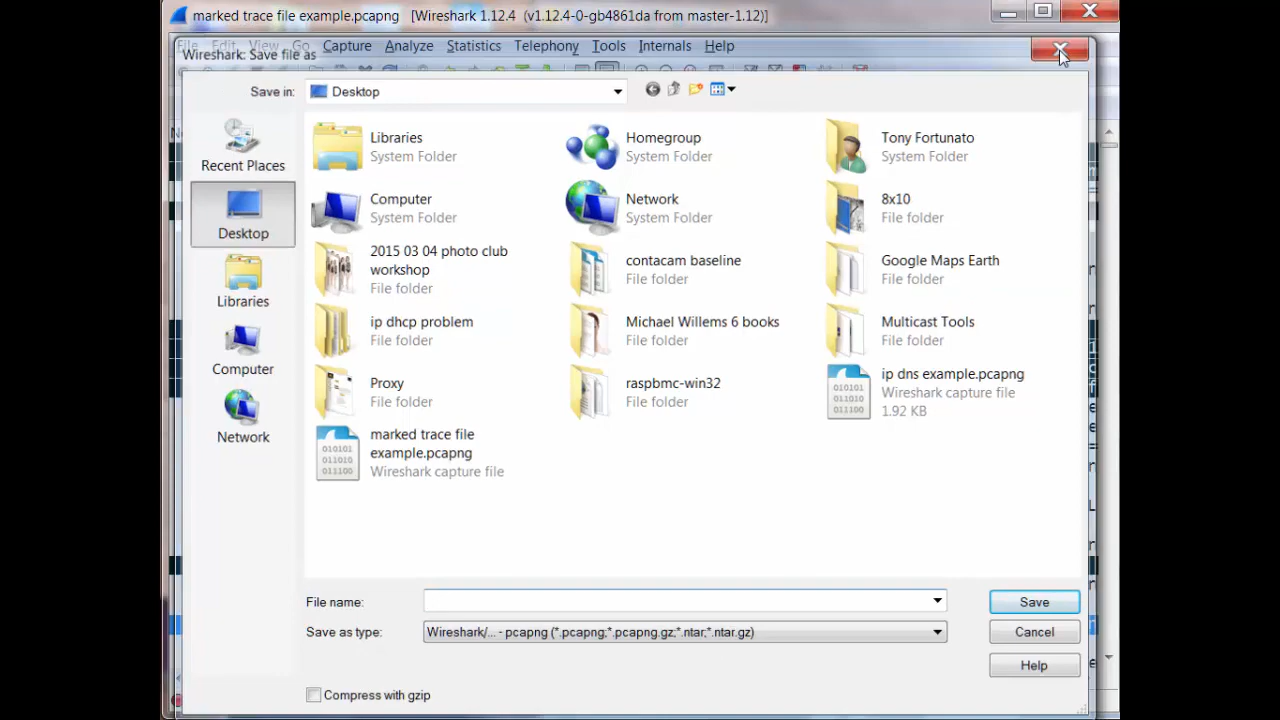 marked trace file example.pcapng [Wireshark 1.12.4 (v1.12.4-0-gb4861da from master-1.12)]
File Edit View Go Capture Analyze Statistics Telephony Tools Internals Help
Wireshark: Save file as
Save in: Desktop
Recent Places
Desktop
Libraries
Computer
Network
Libraries
System Folder
Homegroup
System Folder
Tony Fortunato
System Folder
Computer
System Folder
Network
System Folder
8x10
File folder
2015 03 04 photo club
workshop
File folder
contacam baseline
File folder
Google Maps Earth
File folder
ip dhcp problem
File folder
Michael Willems 6 books
File folder
Multicast Tools
File folder
Proxy
File folder
raspbmc-win32
File folder
ip dns example.pcapng
Wireshark capture file
1.92 KB
marked trace file
example.pcapng
Wireshark capture file
File name:
Save
Save as type: Wireshark/... - pcapng (*.pcapng;*.pcapng.gz;*.ntar;*.ntar.gz)
Cancel
Help
Compress with gzip